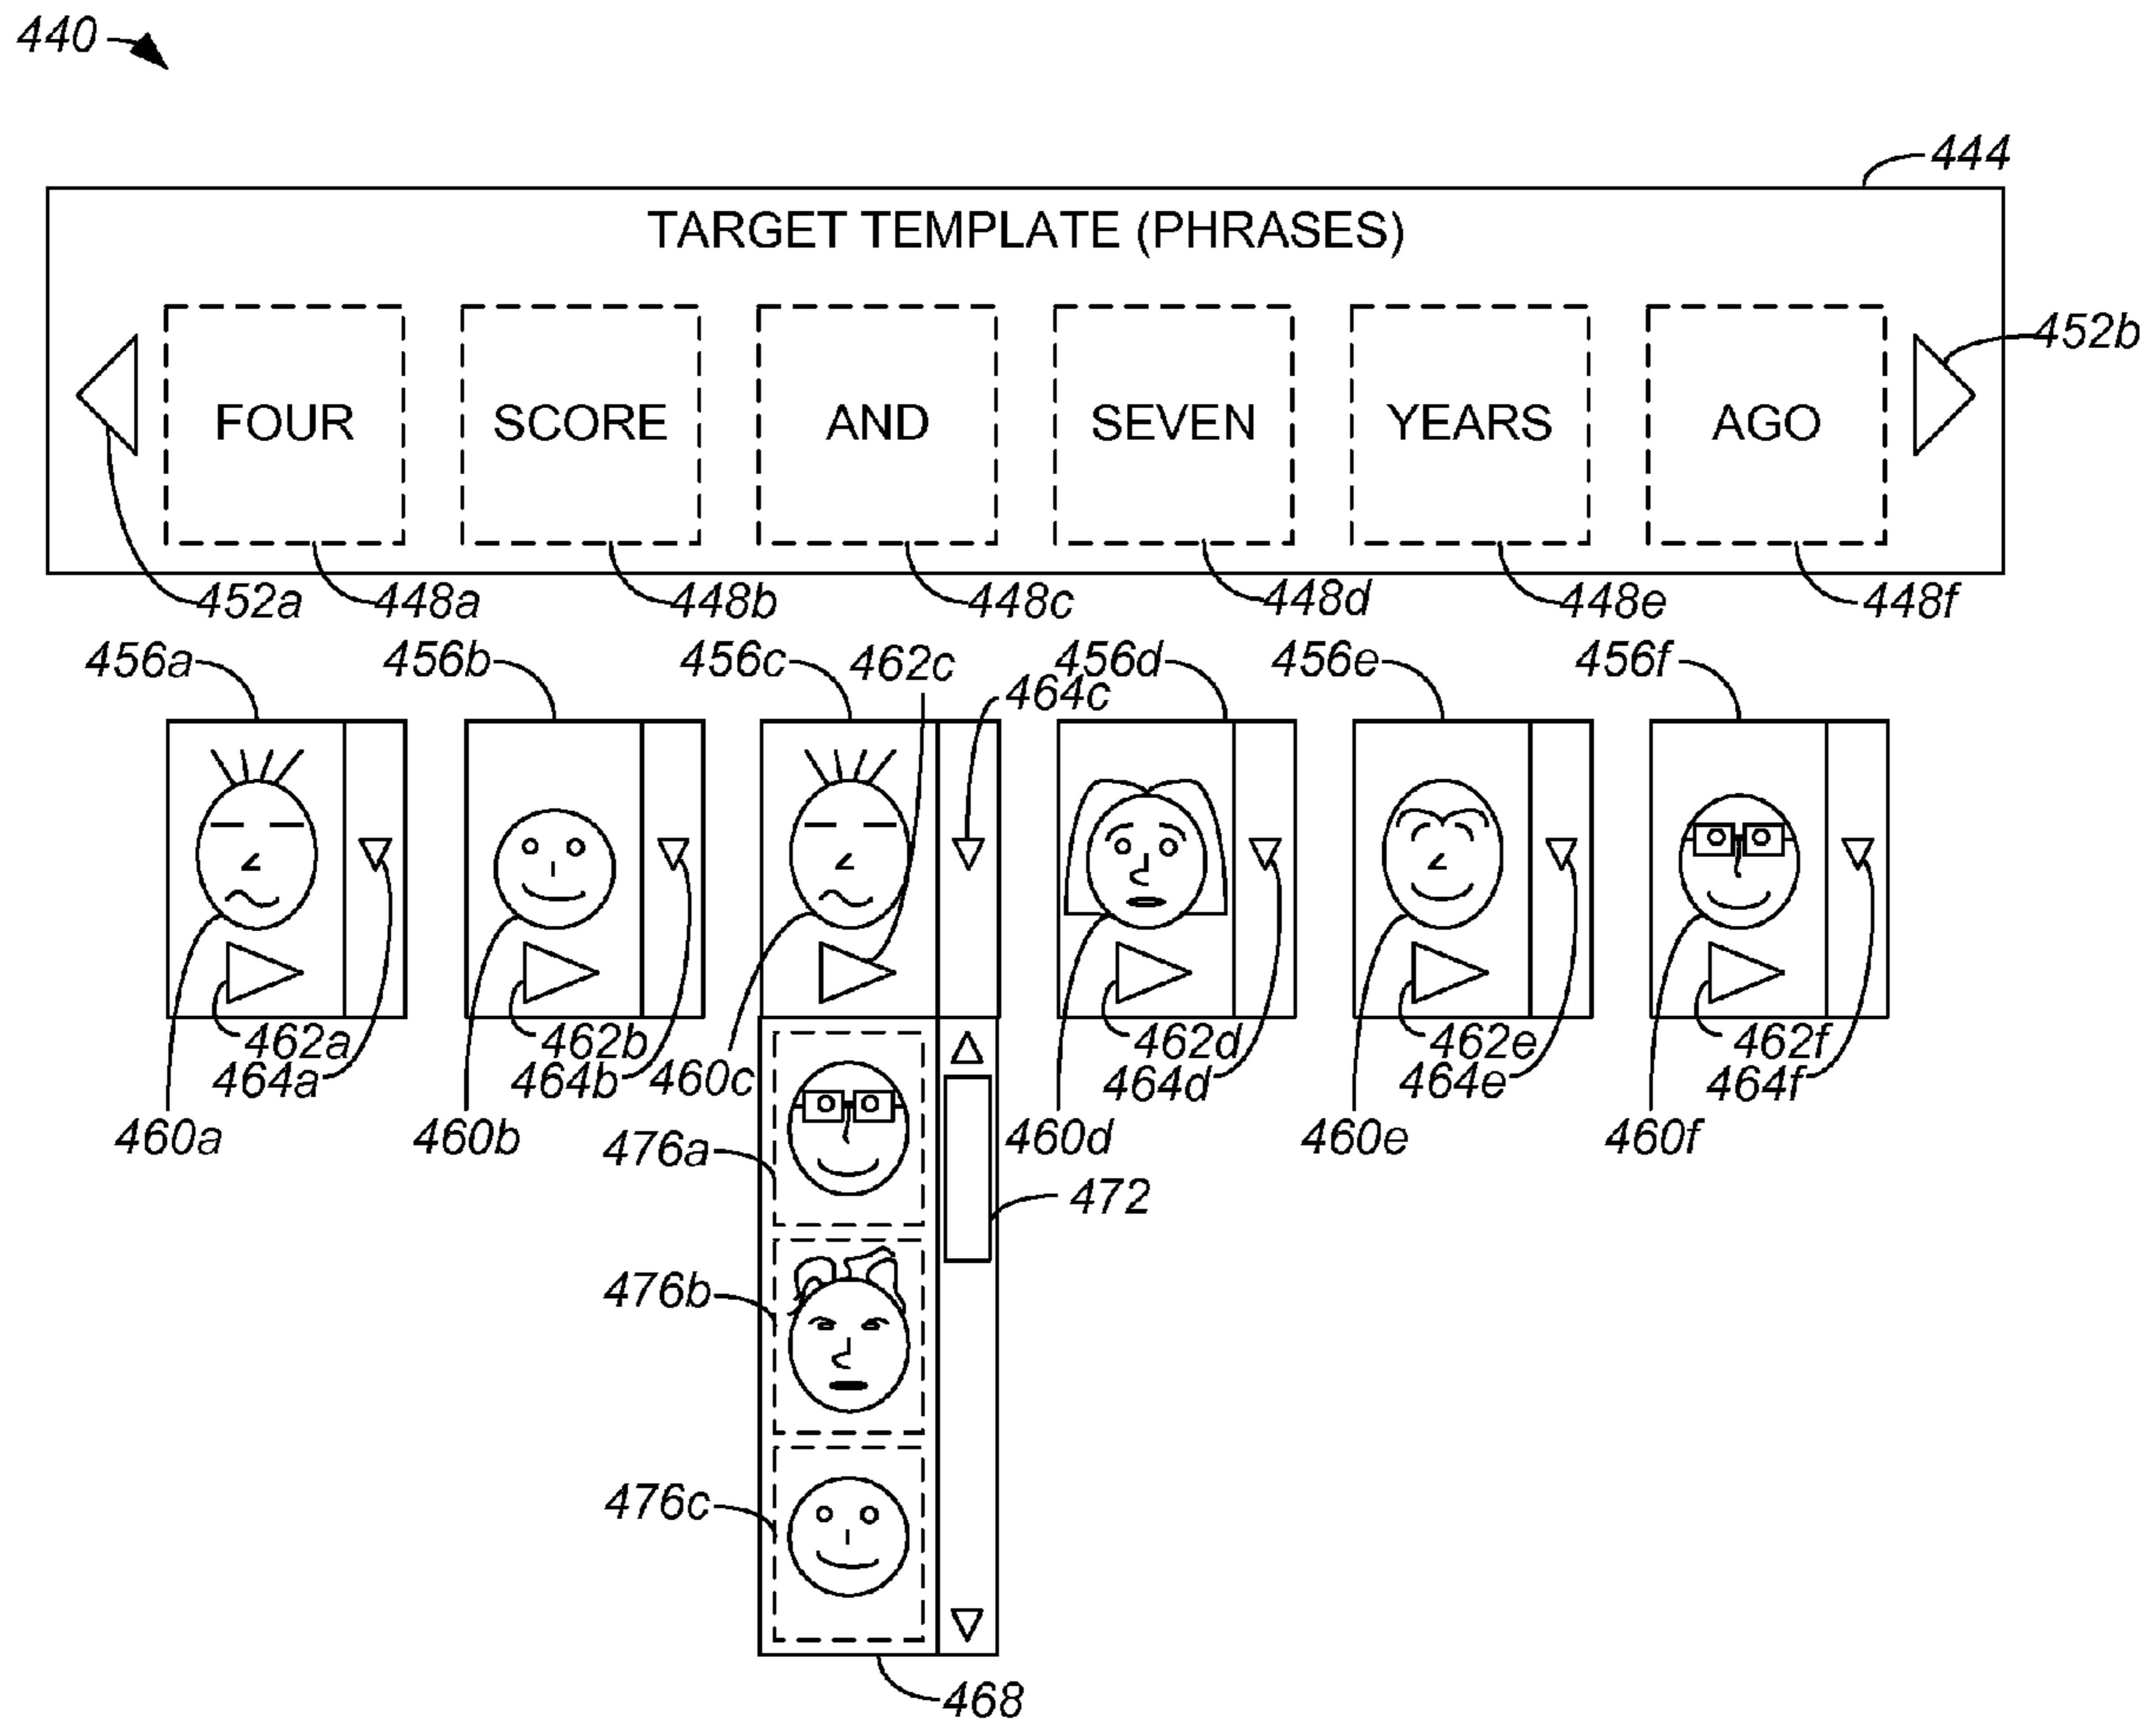 440
444
TARGET TEMPLATE (PHRASES)
452b
FOUR SCORE AND SEVEN YEARS AGO
452a 448a 448b 448c 448d 448e 448f
456a 456b 456c 462c 456d 456e 456f
464c
462a 462b 462d 462e 462f
464a 464b 460c 464d 464e 464f
460a 460b 460d 460e 460f
476a
472
476b
476c
468